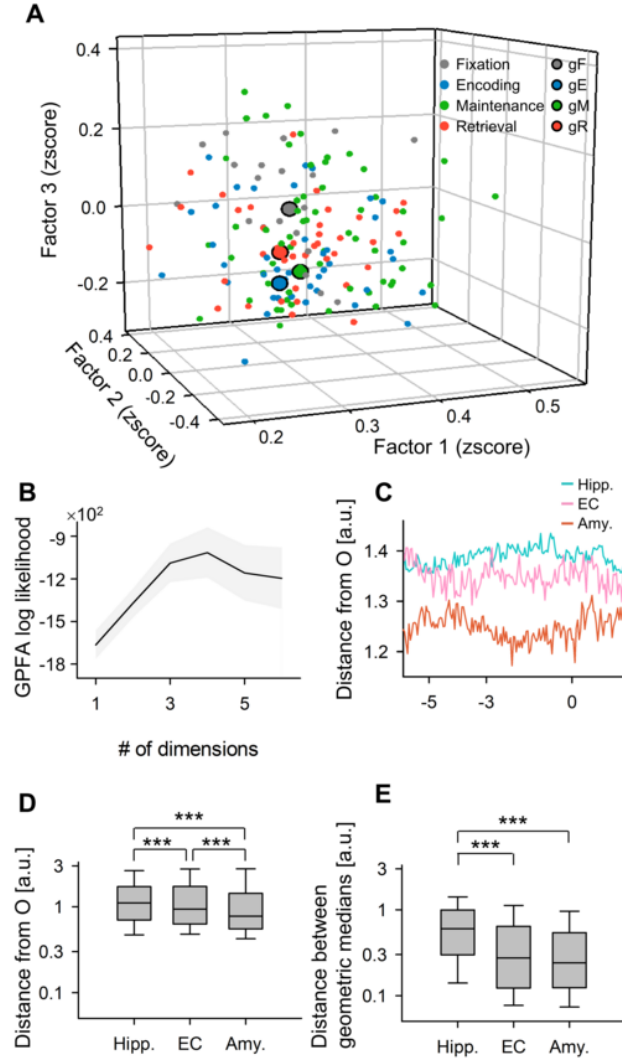 A
0.4
0.2
0.0
-0.2
0.4
0.2
0.0
-0.2
-0.4
0.2
0.3
0.4
0.5
Factor 3 (zscore)
Factor 2 (zscore)
Factor 1 (zscore)
Fixation gF
Encoding gE
Maintenance gM
Retrieval gR
B
×10²
-9
-12
-15
-18
1 3 5
GPFA log likelihood
# of dimensions
C
Hipp.
EC
Amy.
1.4
1.3
1.2
-5 -3 0
Distance from O [a.u.]
D
*** 
*** ***
3
1
0.3
0.1
Distance from O [a.u.]
Hipp. EC Amy.
E
***
***
3
1
0.3
0.1
Distance between
geometric medians [a.u.]
Hipp. EC Amy.